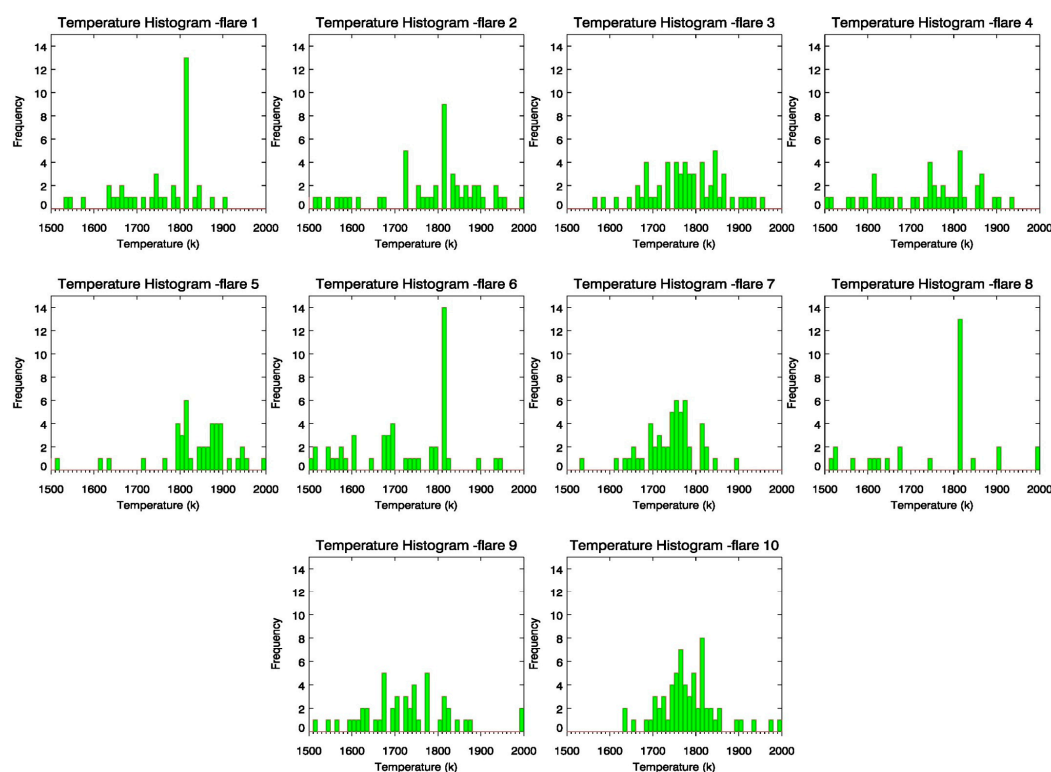 Temperature Histogram -flare 1
14
12
10
8
6
4
2
0
Frequency
1500 1600 1700 1800 1900 2000
Temperature (k)
Temperature Histogram -flare 2
14
12
10
8
6
4
2
0
Frequency
1500 1600 1700 1800 1900 2000
Temperature (k)
Temperature Histogram -flare 3
14
12
10
8
6
4
2
0
Frequency
1500 1600 1700 1800 1900 2000
Temperature (k)
Temperature Histogram -flare 4
14
12
10
8
6
4
2
0
Frequency
1500 1600 1700 1800 1900 2000
Temperature (k)
Temperature Histogram -flare 5
14
12
10
8
6
4
2
0
Frequency
1500 1600 1700 1800 1900 2000
Temperature (k)
Temperature Histogram -flare 6
14
12
10
8
6
4
2
0
Frequency
1500 1600 1700 1800 1900 2000
Temperature (k)
Temperature Histogram -flare 7
14
12
10
8
6
4
2
0
Frequency
1500 1600 1700 1800 1900 2000
Temperature (k)
Temperature Histogram -flare 8
14
12
10
8
6
4
2
0
Frequency
1500 1600 1700 1800 1900 2000
Temperature (k)
Temperature Histogram -flare 9
14
12
10
8
6
4
2
0
Frequency
1500 1600 1700 1800 1900 2000
Temperature (k)
Temperature Histogram -flare 10
14
12
10
8
6
4
2
0
Frequency
1500 1600 1700 1800 1900 2000
Temperature (k)